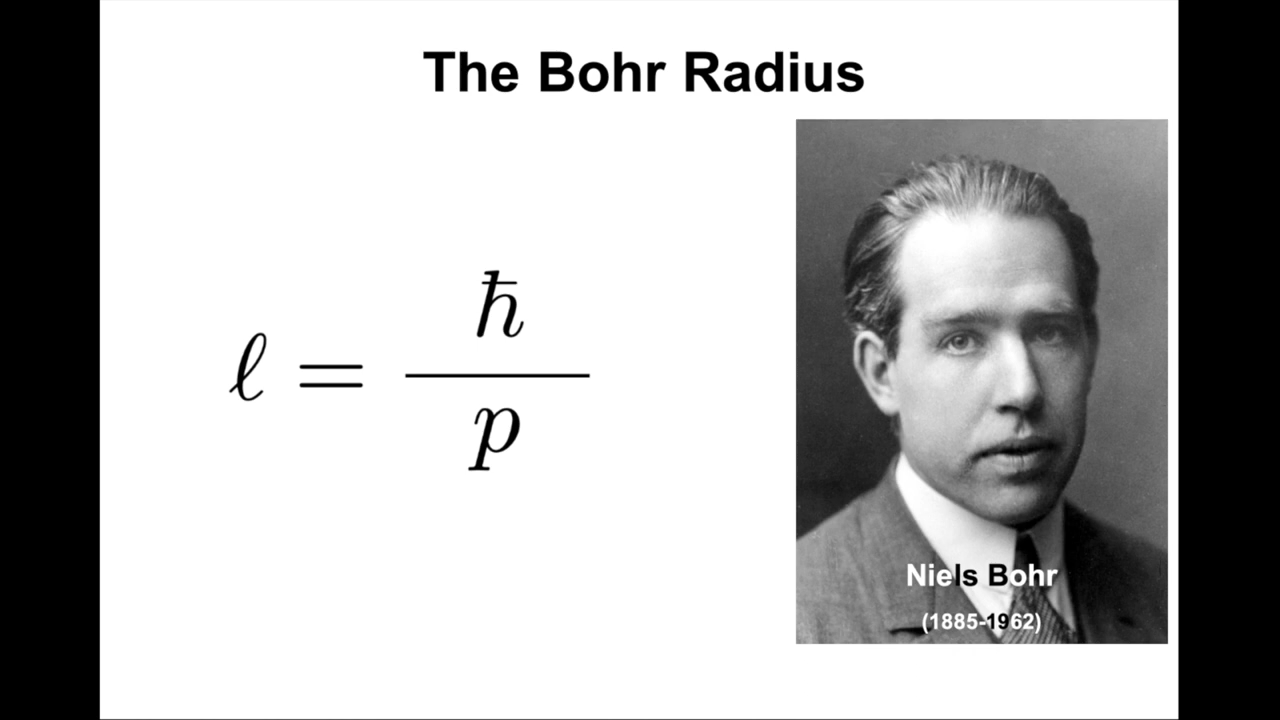 The Bohr Radius
ℓ = ħ / p
Niels Bohr
(1885-1962)